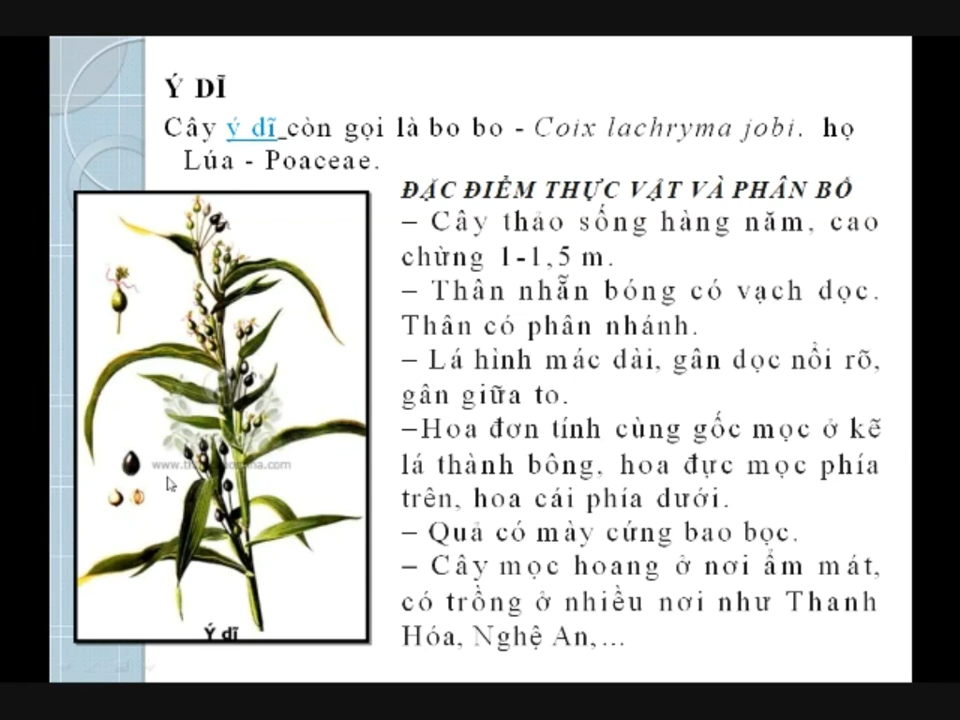 Ý DĨ
Cây ý dĩ còn gọi là bo bo - Coix lachryma jobi. họ
Lúa - Poaceae.
ĐẶC ĐIỂM THỰC VẬT VÀ PHÂN BỐ
– Cây thảo sống hàng năm, cao
chừng 1-1,5 m.
– Thân nhẵn bóng có vạch dọc.
Thân có phân nhánh.
– Lá hình mác dài, gân dọc nổi rõ,
gân giữa to.
–Hoa đơn tính cùng gốc mọc ở kẽ
lá thành bông, hoa đực mọc phía
trên, hoa cái phía dưới.
– Quả có mày cứng bao bọc.
– Cây mọc hoang ở nơi ẩm mát,
có trồng ở nhiều nơi như Thanh
Hóa, Nghệ An,...
Ý dĩ